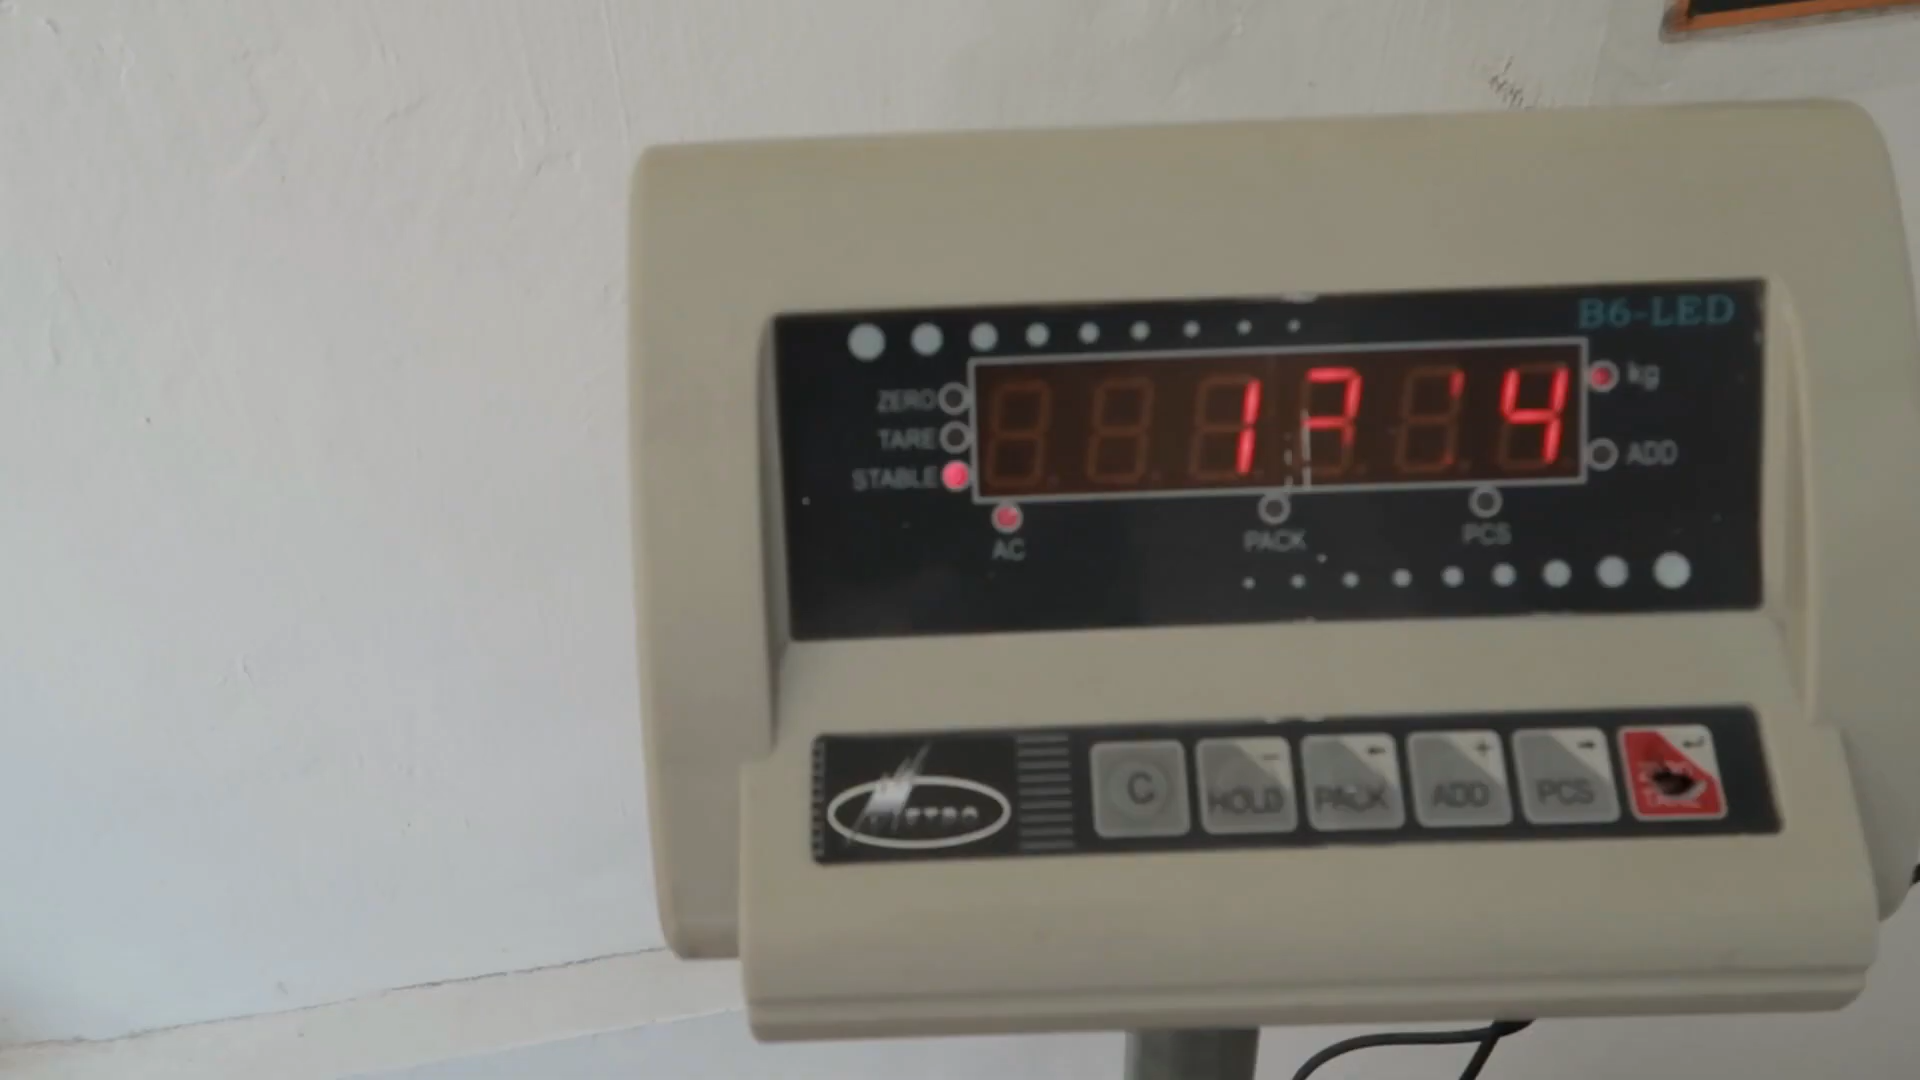 B6-LED
ZERO
kg
TARE
ADD
STABLE
AC
PACK
PCS
C
HOLD
PACK
ADD
PCS